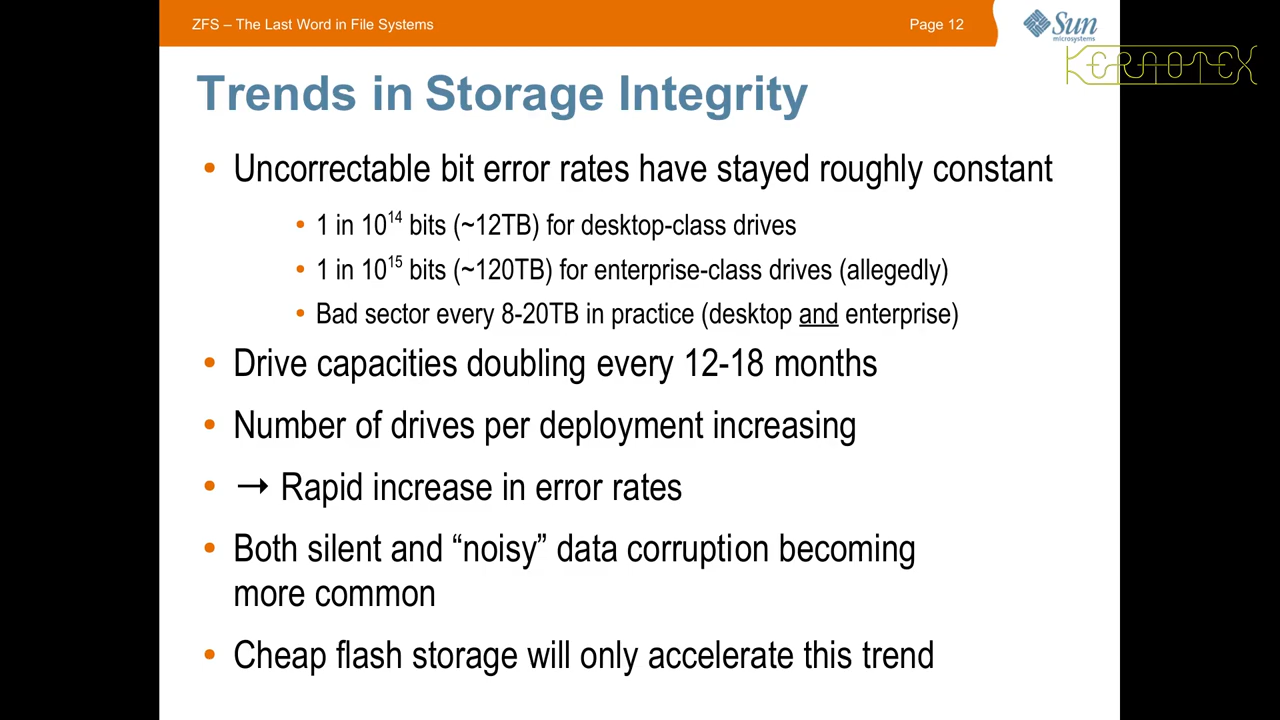 ZFS – The Last Word in File Systems
Page 12
Sun
microsystems
KERNOTEX
Trends in Storage Integrity
• Uncorrectable bit error rates have stayed roughly constant
• 1 in 10¹⁴ bits (~12TB) for desktop-class drives
• 1 in 10¹⁵ bits (~120TB) for enterprise-class drives (allegedly)
• Bad sector every 8-20TB in practice (desktop and enterprise)
• Drive capacities doubling every 12-18 months
• Number of drives per deployment increasing
• → Rapid increase in error rates
• Both silent and “noisy” data corruption becoming
more common
• Cheap flash storage will only accelerate this trend